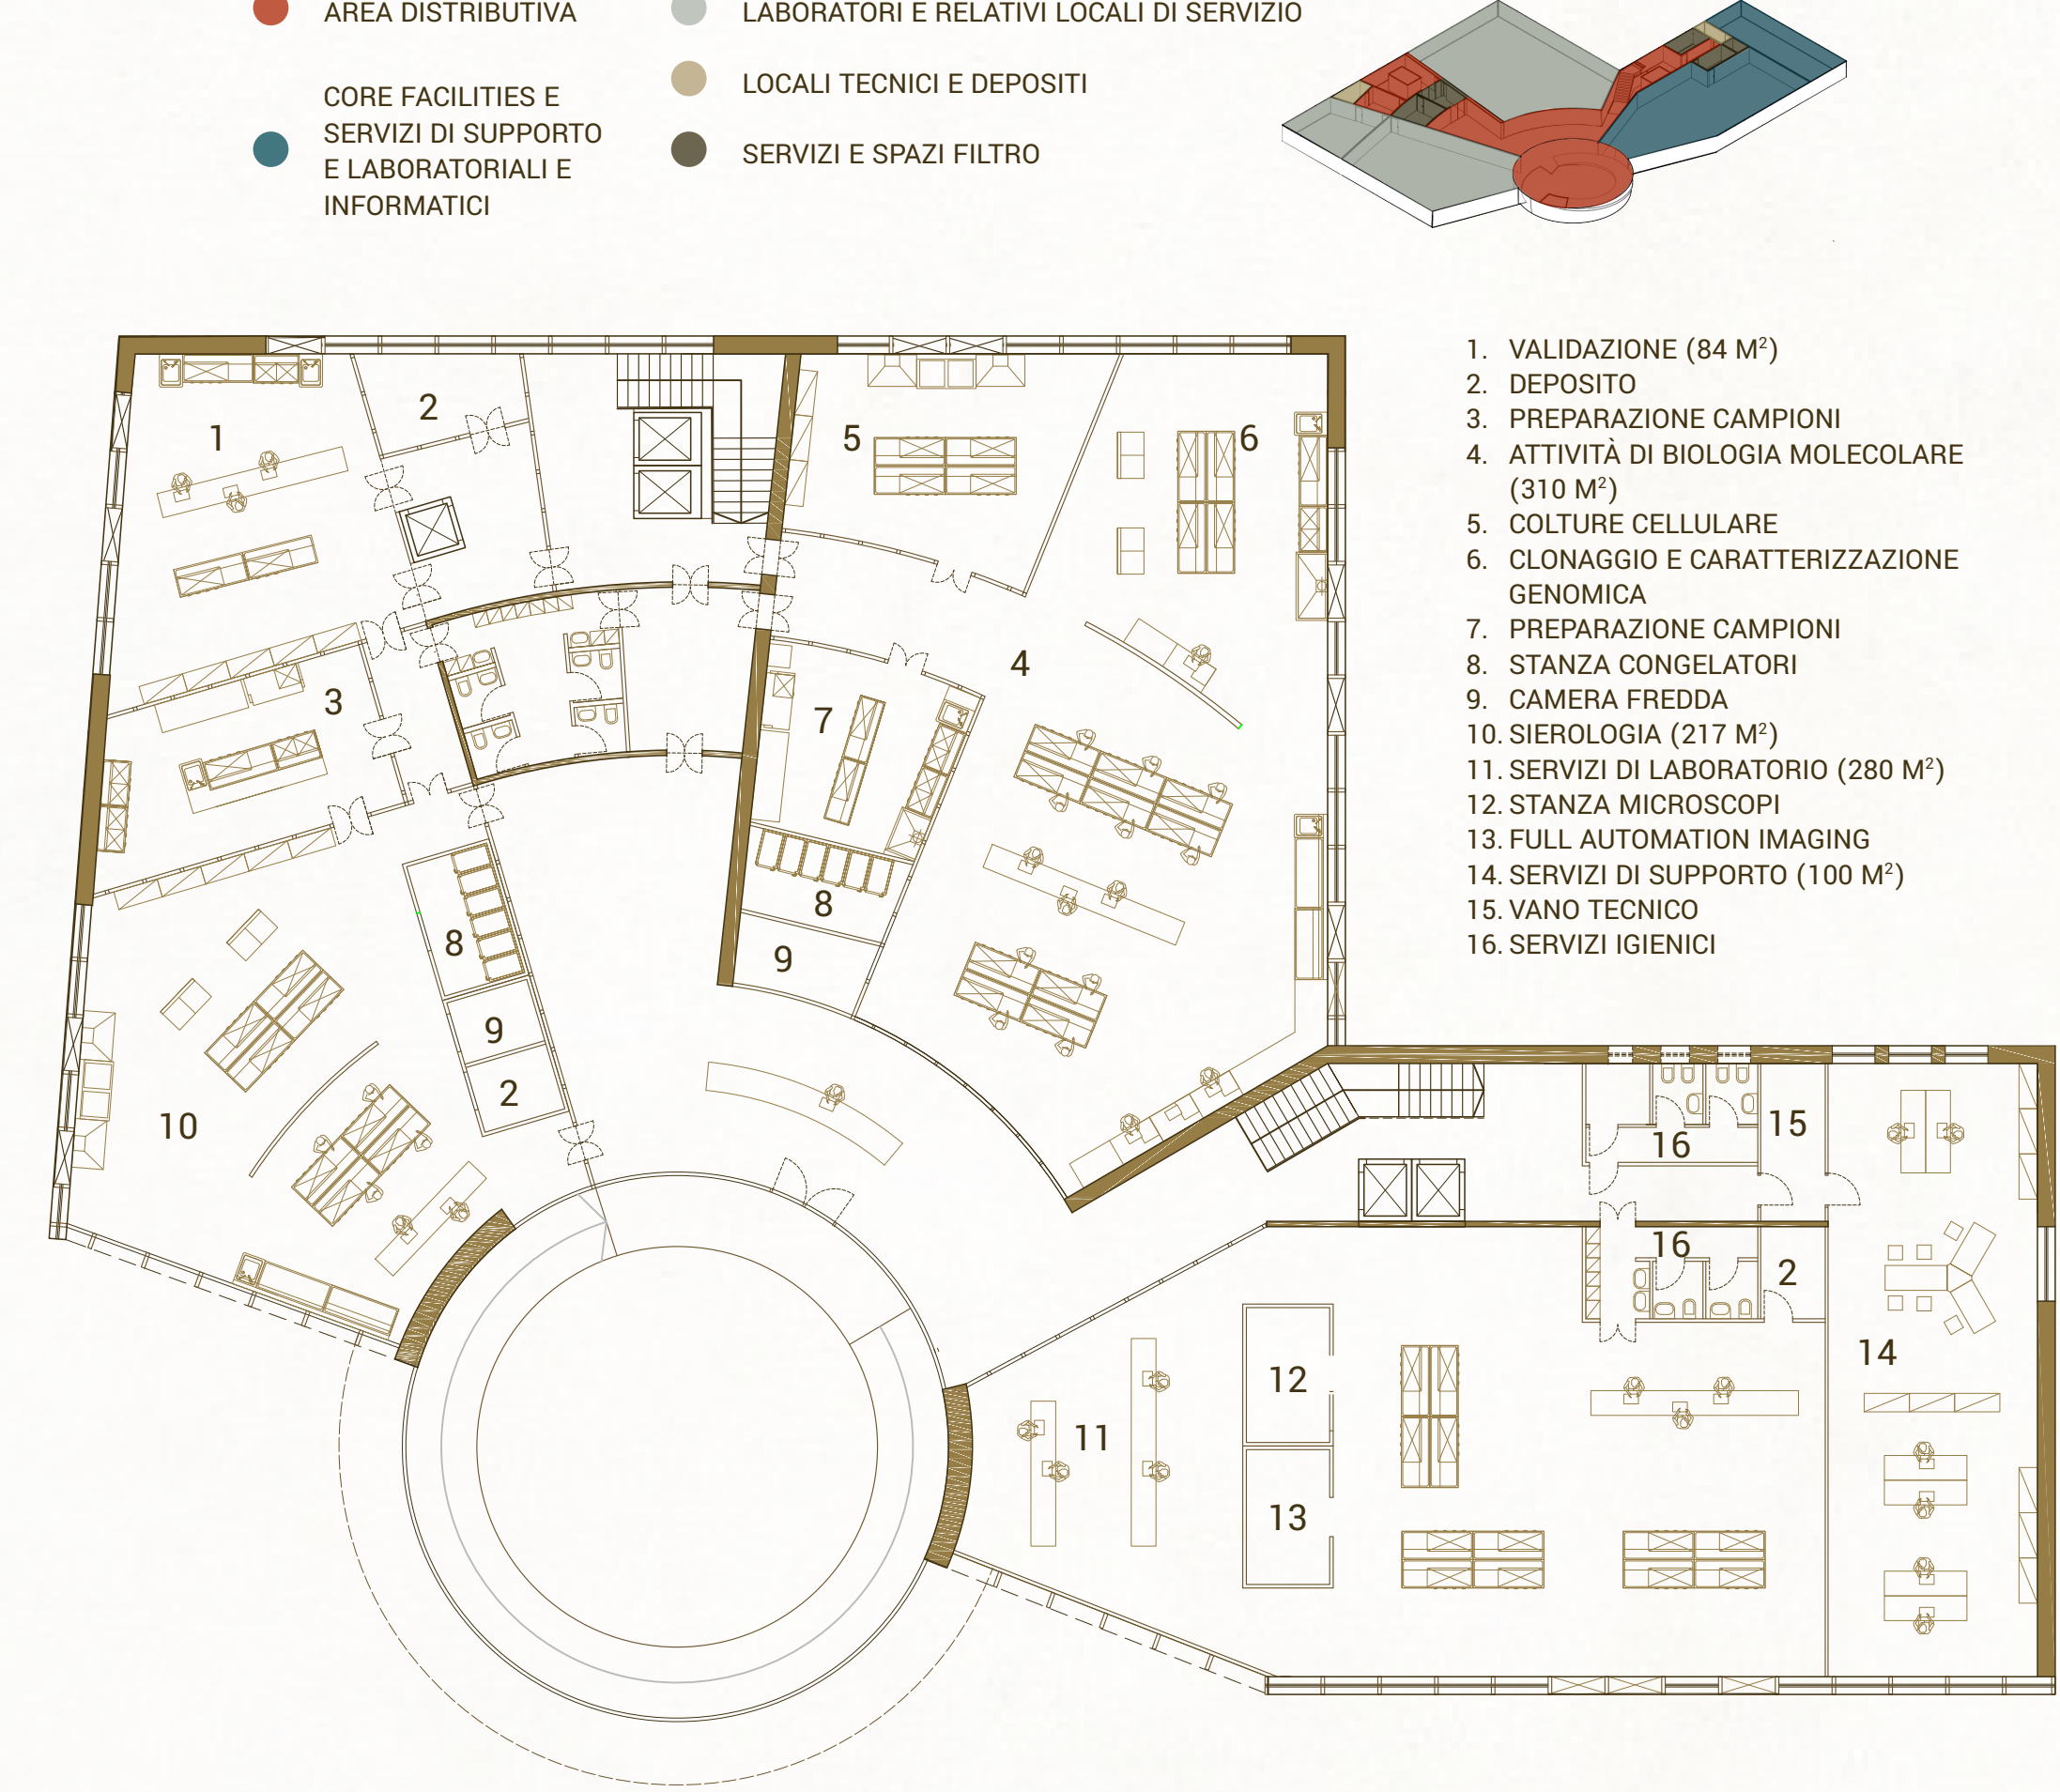 AREA DISTRIBUTIVA
CORE FACILITIES E
SERVIZI DI SUPPORTO
E LABORATORIALI E
INFORMATICI
LABORATORI E RELATIVI LOCALI DI SERVIZIO
LOCALI TECNICI E DEPOSITI
SERVIZI E SPAZI FILTRO
1. VALIDAZIONE (84 M²)
2. DEPOSITO
3. PREPARAZIONE CAMPIONI
4. ATTIVITÀ DI BIOLOGIA MOLECOLARE
(310 M²)
5. COLTURE CELLULARE
6. CLONAGGIO E CARATTERIZZAZIONE
GENOMICA
7. PREPARAZIONE CAMPIONI
8. STANZA CONGELATORI
9. CAMERA FREDDA
10. SIEROLOGIA (217 M²)
11. SERVIZI DI LABORATORIO (280 M²)
12. STANZA MICROSCOPI
13. FULL AUTOMATION IMAGING
14. SERVIZI DI SUPPORTO (100 M²)
15. VANO TECNICO
16. SERVIZI IGIENICI
1
2
5
6
3
4
7
8
8
9
9
2
10
15
16
16
2
14
12
11
13